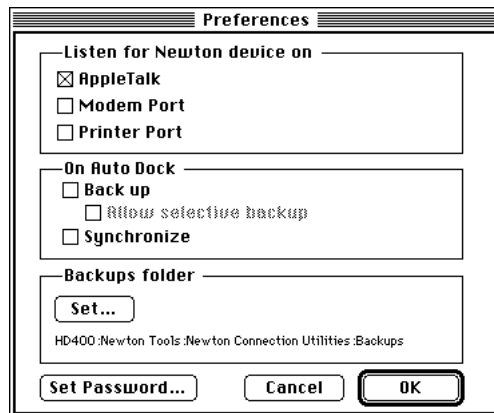 Preferences
Listen for Newton device on
AppleTalk
Modem Port
Printer Port
On Auto Dock
Back up
Allow selective backup
Synchronize
Backups folder
Set...
HD400:Newton Tools:Newton Connection Utilities:Backups
Set Password... Cancel OK